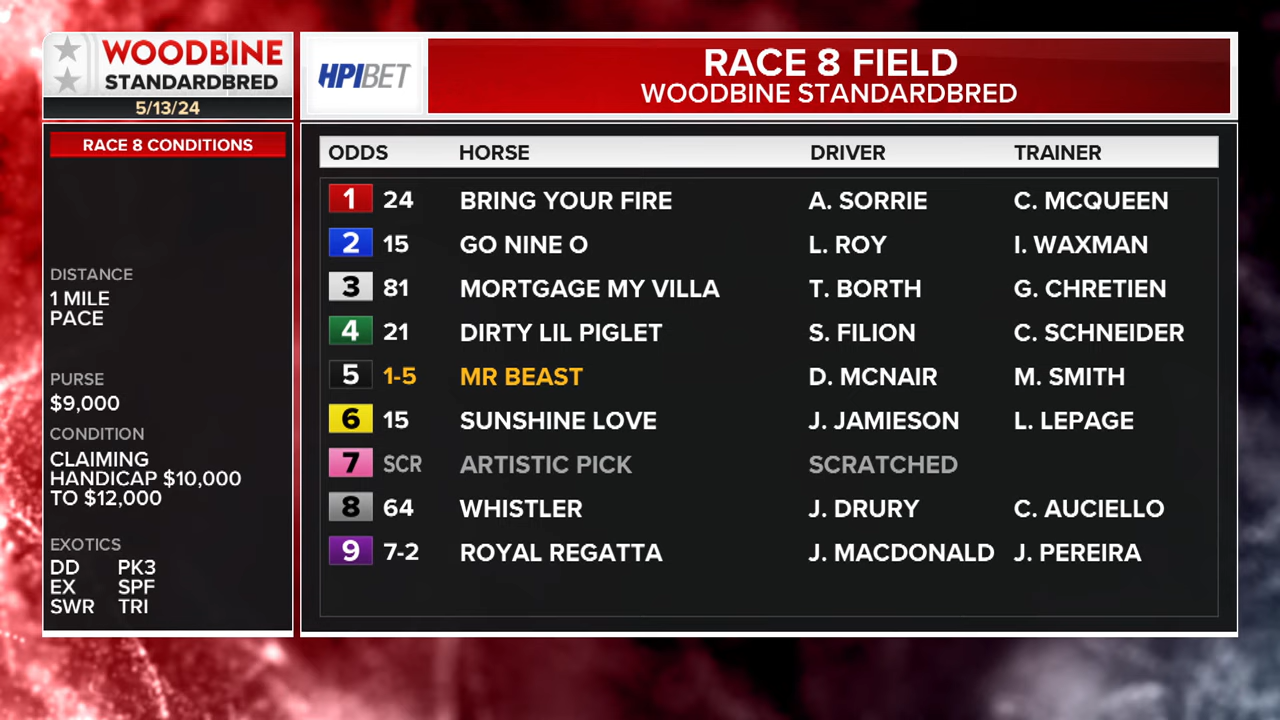 WOODBINE
STANDARDBRED
5/13/24
RACE 8 CONDITIONS
DISTANCE
1 MILE
PACE
PURSE
$9,000
CONDITION
CLAIMING
HANDICAP $10,000
TO $12,000
EXOTICS
DD PK3
EX SPF
SWR TRI
HPIBET
RACE 8 FIELD
WOODBINE STANDARDBRED
ODDS HORSE DRIVER TRAINER
1 24 BRING YOUR FIRE A. SORRIE C. MCQUEEN
2 15 GO NINE O L. ROY I. WAXMAN
3 81 MORTGAGE MY VILLA T. BORTH G. CHRETIEN
4 21 DIRTY LIL PIGLET S. FILION C. SCHNEIDER
5 1-5 MR BEAST D. MCNAIR M. SMITH
6 15 SUNSHINE LOVE J. JAMIESON L. LEPAGE
7 SCR ARTISTIC PICK SCRATCHED
8 64 WHISTLER J. DRURY C. AUCIELLO
9 7-2 ROYAL REGATTA J. MACDONALD J. PEREIRA